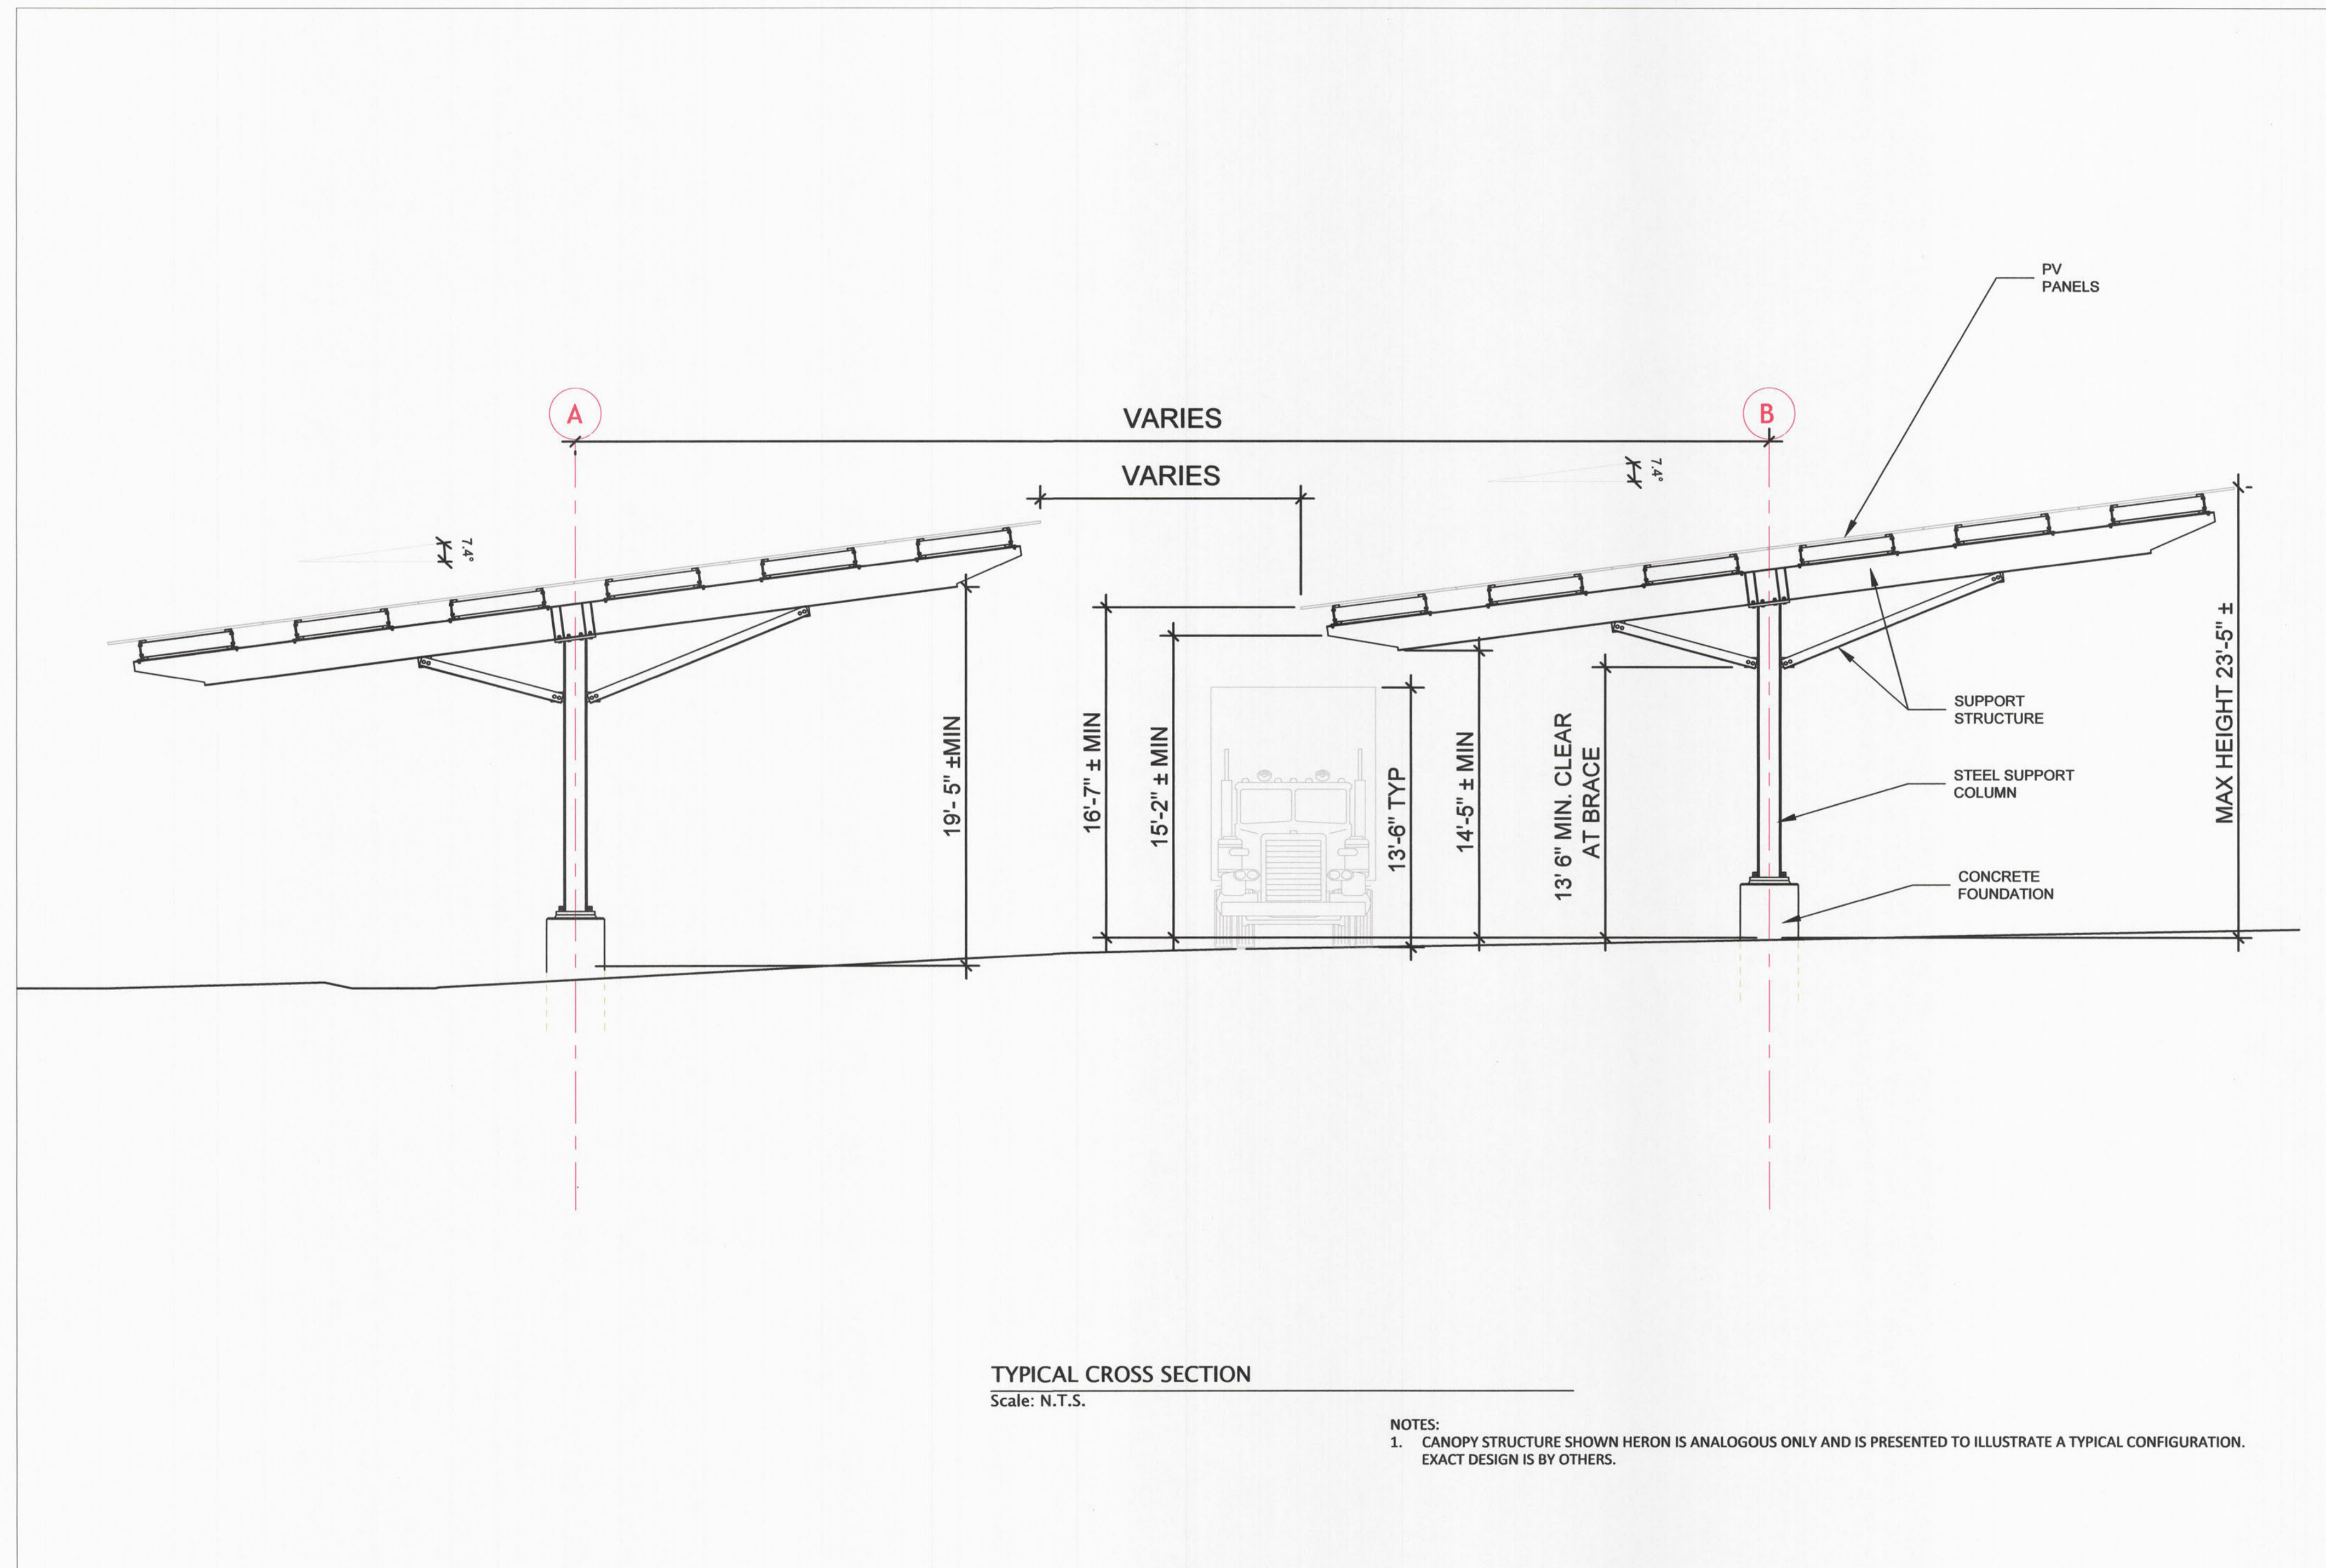 PV
PANELS
A
VARIES
B
VARIES
7.4°
7.4°
19'- 5" ±MIN
16'-7" ± MIN
15'-2" ± MIN
13'-6" TYP
14'-5" ± MIN
13' 6" MIN. CLEAR
AT BRACE
MAX HEIGHT 23'-5" ±
SUPPORT
STRUCTURE
STEEL SUPPORT
COLUMN
CONCRETE
FOUNDATION
TYPICAL CROSS SECTION
Scale: N.T.S.
NOTES:
1. CANOPY STRUCTURE SHOWN HERON IS ANALOGOUS ONLY AND IS PRESENTED TO ILLUSTRATE A TYPICAL CONFIGURATION.
EXACT DESIGN IS BY OTHERS.